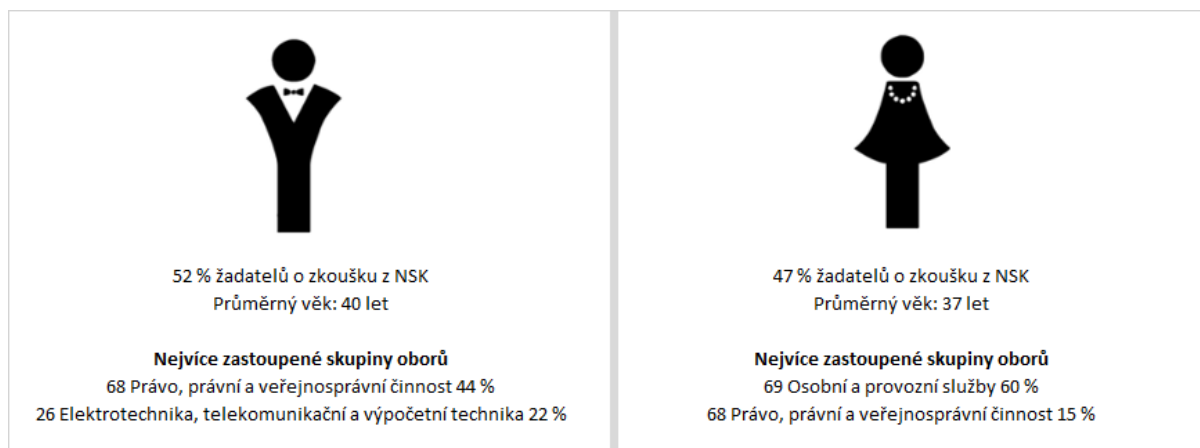 52 % žadatelů o zkoušku z NSK
Průměrný věk: 40 let
Nejvíce zastoupené skupiny oborů
68 Právo, právní a veřejnosprávní činnost 44 %
26 Elektrotechnika, telekomunikační a výpočetní technika 22 %
47 % žadatelů o zkoušku z NSK
Průměrný věk: 37 let
Nejvíce zastoupené skupiny oborů
69 Osobní a provozní služby 60 %
68 Právo, právní a veřejnosprávní činnost 15 %